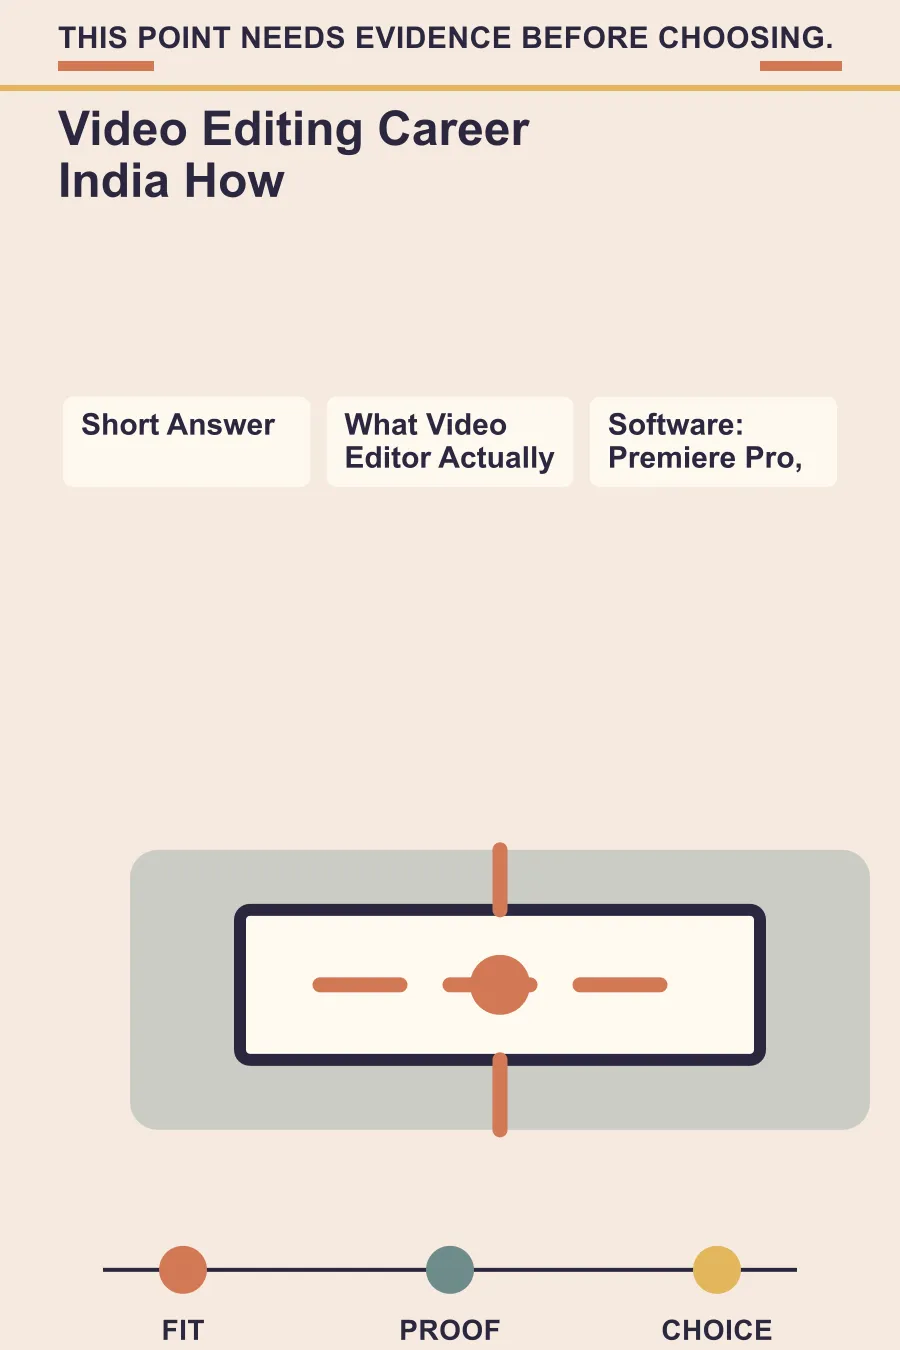 THIS POINT NEEDS EVIDENCE BEFORE CHOOSING.
Video Editing Career
India How
Short Answer
What Video
Editor Actually
Software:
Premiere Pro,
FIT
PROOF
CHOICE